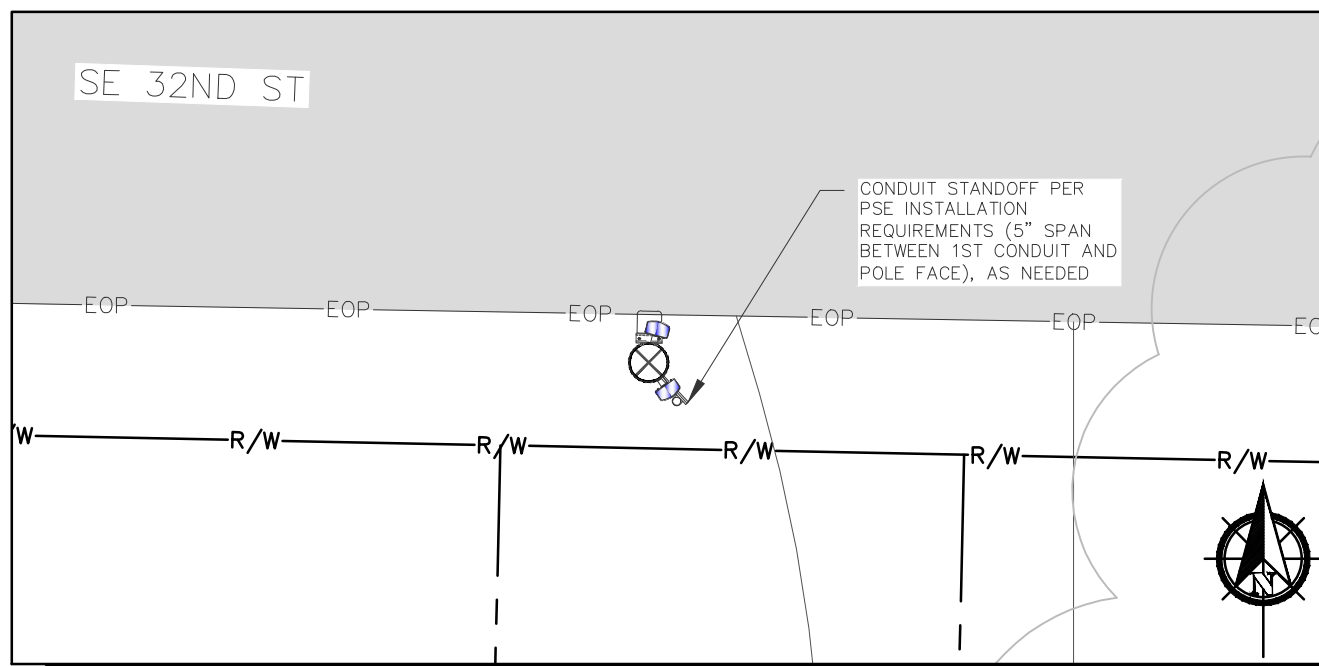 SE 32ND ST
CONDUIT STANDOFF PER
PSE INSTALLATION
REQUIREMENTS (5" SPAN
BETWEEN 1ST CONDUIT AND
POLE FACE), AS NEEDED
EOP EOP EOP EOP EOP EO
/W R/W R/W R/W R/W R/W
N